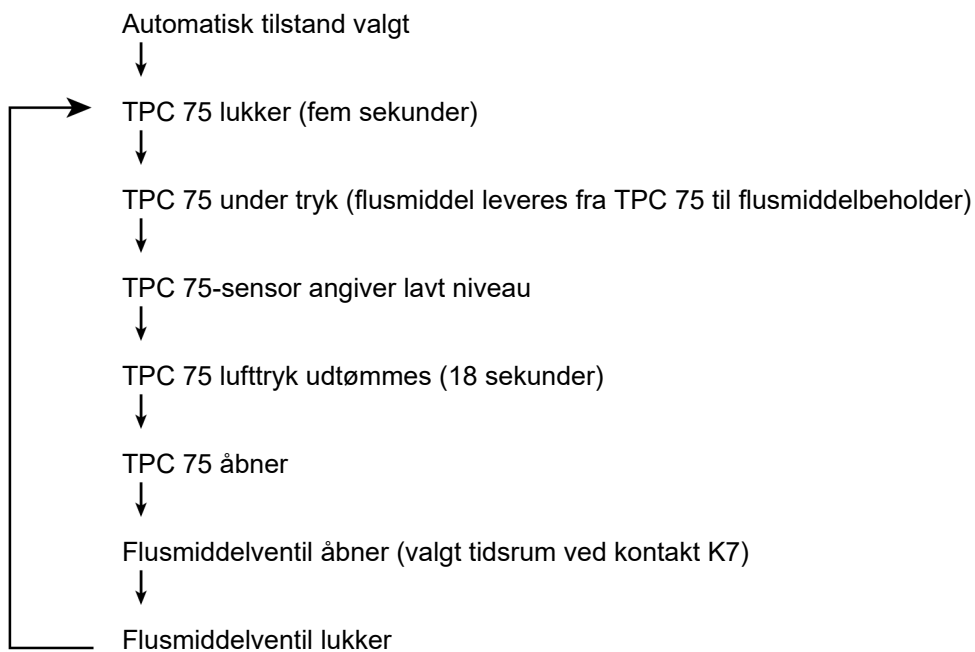 Automatisk tilstand valgt
TPC 75 lukker (fem sekunder)
TPC 75 under tryk (flusmiddel leveres fra TPC 75 til flusmiddelbeholder)
TPC 75-sensor angiver lavt niveau
TPC 75 lufttryk udtømmes (18 sekunder)
TPC 75 åbner
Flusmiddelventil åbner (valgt tidsrum ved kontakt K7)
Flusmiddelventil lukker